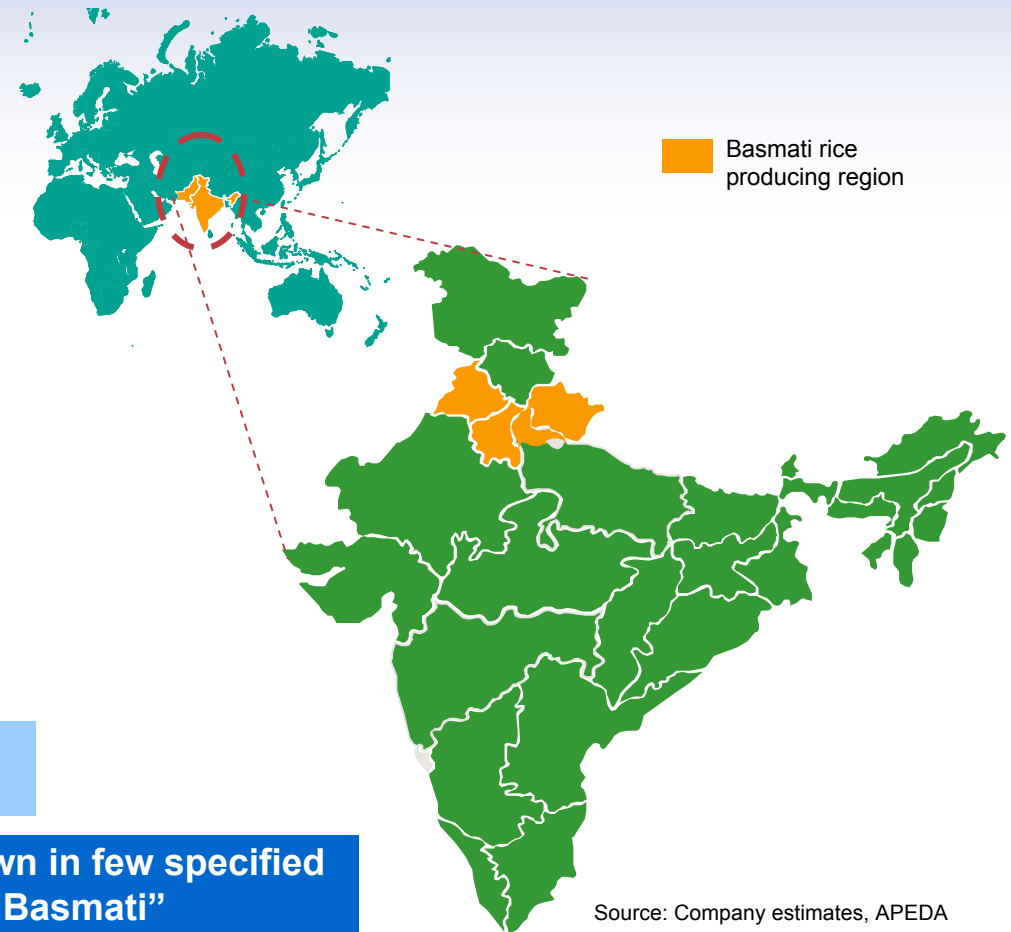 Basmati rice
producing region
wn in few specified
Basmati”
Source: Company estimates, APEDA